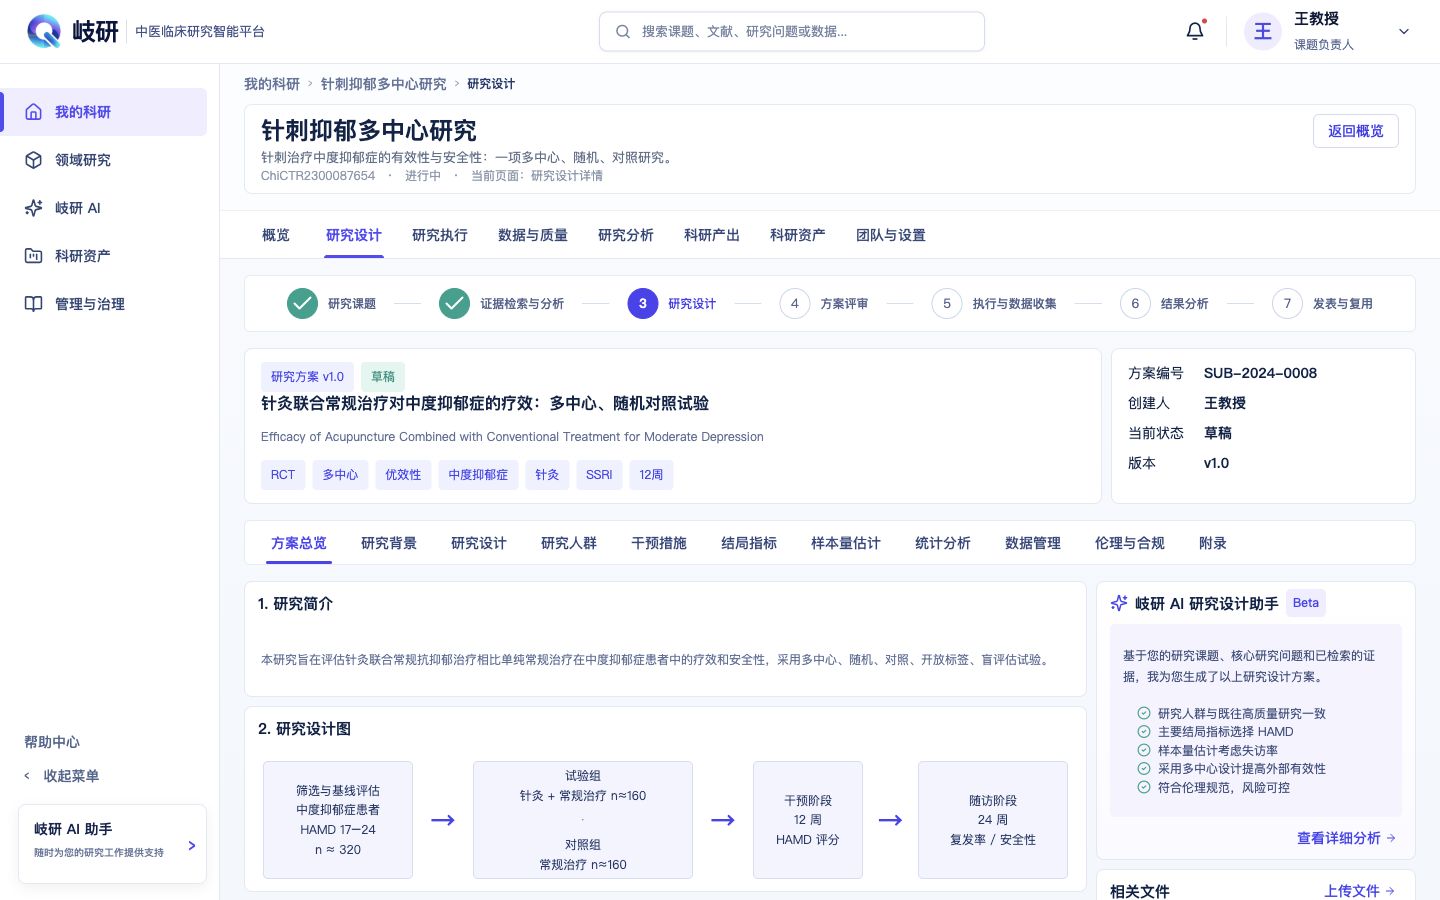 岐研
中医临床研究智能平台
搜索课题、文献、研究问题或数据...
王
王教授
课题负责人
我的科研
领域研究
岐研 AI
科研资产
管理与治理
帮助中心
收起菜单
岐研 AI 助手
随时为您的研究工作提供支持
我的科研 › 针刺抑郁多中心研究 › 研究设计
针刺抑郁多中心研究
返回概览
针刺治疗中度抑郁症的有效性与安全性：一项多中心、随机、对照研究。
ChiCTR2300087654 · 进行中 · 当前页面：研究设计详情
概览 研究设计 研究执行 数据与质量 研究分析 科研产出 科研资产 团队与设置
研究课题 证据检索与分析 3 研究设计 4 方案评审 5 执行与数据收集 6 结果分析 7 发表与复用
研究方案 v1.0 草稿
针灸联合常规治疗对中度抑郁症的疗效：多中心、随机对照试验
Efficacy of Acupuncture Combined with Conventional Treatment for Moderate Depression
RCT 多中心 优效性 中度抑郁症 针灸 SSRI 12周
方案编号 SUB-2024-0008
创建人 王教授
当前状态 草稿
版本 v1.0
方案总览 研究背景 研究设计 研究人群 干预措施 结局指标 样本量估计 统计分析 数据管理 伦理与合规 附录
1. 研究简介
本研究旨在评估针灸联合常规抗抑郁治疗相比单纯常规治疗在中度抑郁症患者中的疗效和安全性，采用多中心、随机、对照、开放标签、盲评估试验。
2. 研究设计图
筛选与基线评估
中度抑郁症患者
HAMD 17–24
n ≈ 320
→
试验组
针灸 + 常规治疗 n≈160
·
对照组
常规治疗 n≈160
→
干预阶段
12 周
HAMD 评分
→
随访阶段
24 周
复发率 / 安全性
岐研 AI 研究设计助手 Beta
基于您的研究课题、核心研究问题和已检索的证
据，我为您生成了以上研究设计方案。
研究人群与既往高质量研究一致
主要结局指标选择 HAMD
样本量估计考虑失访率
采用多中心设计提高外部有效性
符合伦理规范，风险可控
查看详细分析 →
相关文件 上传文件 →